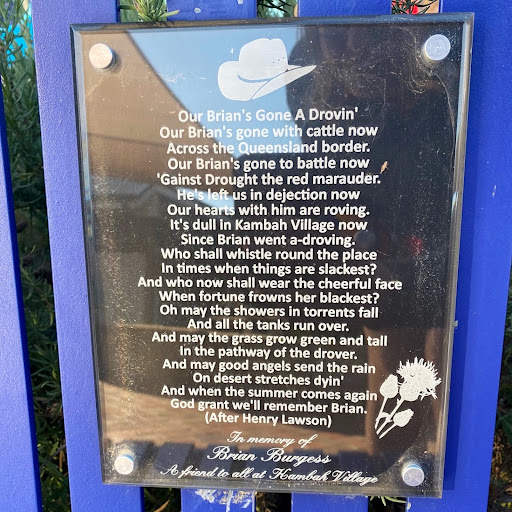 Our Brian's Gone A Drovin'
Our Brian's gone with cattle now
Across the Queensland border.
Our Brian's gone to battle now
'Gainst Drought the red marauder.
He's left us in dejection now
Our hearts with him are roving.
It's dull in Kambah Village now
Since Brian went a-droving.
Who shall whistle round the place
In times when things are slackest?
And who now shall wear the cheerful face
When fortune frowns her blackest?
Oh may the showers in torrents fall
And all the tanks run over.
And may the grass grow green and tall
In the pathway of the drover.
And may good angels send the rain
On desert stretches dyin'
And when the summer comes again
God grant we'll remember Brian.
(After Henry Lawson)
In memory of
Brian Burgess
A friend to all at Kambah Village